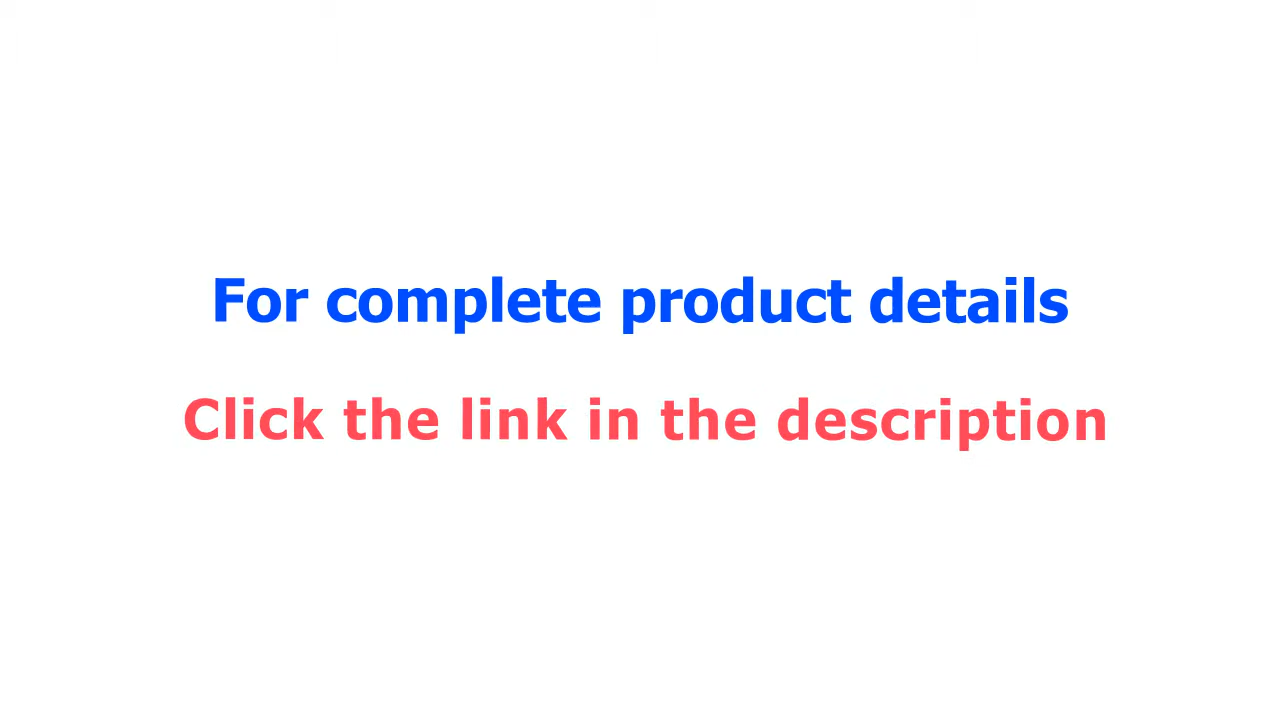 For complete product details
Click the link in the description